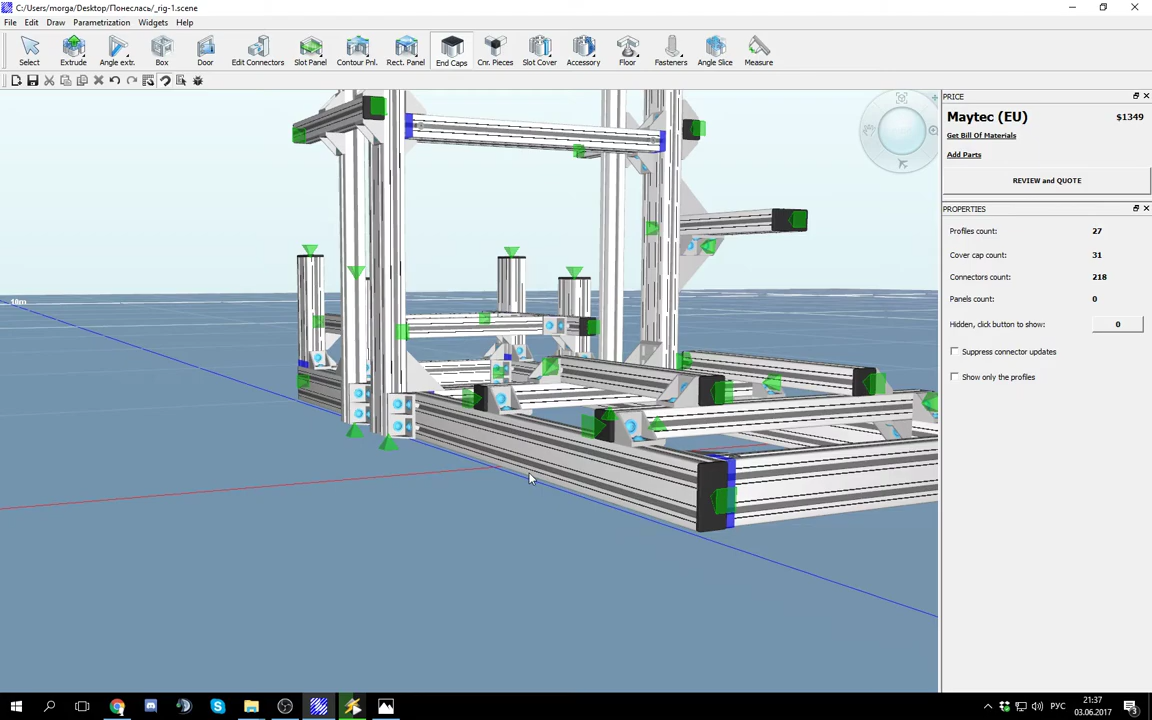 C:/Users/morga/Desktop/Понеслась/_rig-1.scene
File Edit Draw Parametrization Widgets Help
Select Extrude Angle extr. Box Door Edit Connectors Slot Panel Contour Pnl. Rect. Panel End Caps Cnr. Pieces Slot Cover Accessory Floor Fasteners Angle Slice Measure
PRICE
Maytec (EU) $1349
Get Bill Of Materials
Add Parts
REVIEW and QUOTE
PROPERTIES
Profiles count: 27
Cover cap count: 31
Connectors count: 218
Panels count: 0
Hidden, click button to show: 0
Suppress connector updates
Show only the profiles
10m
РУС
21:37
03.06.2017
3